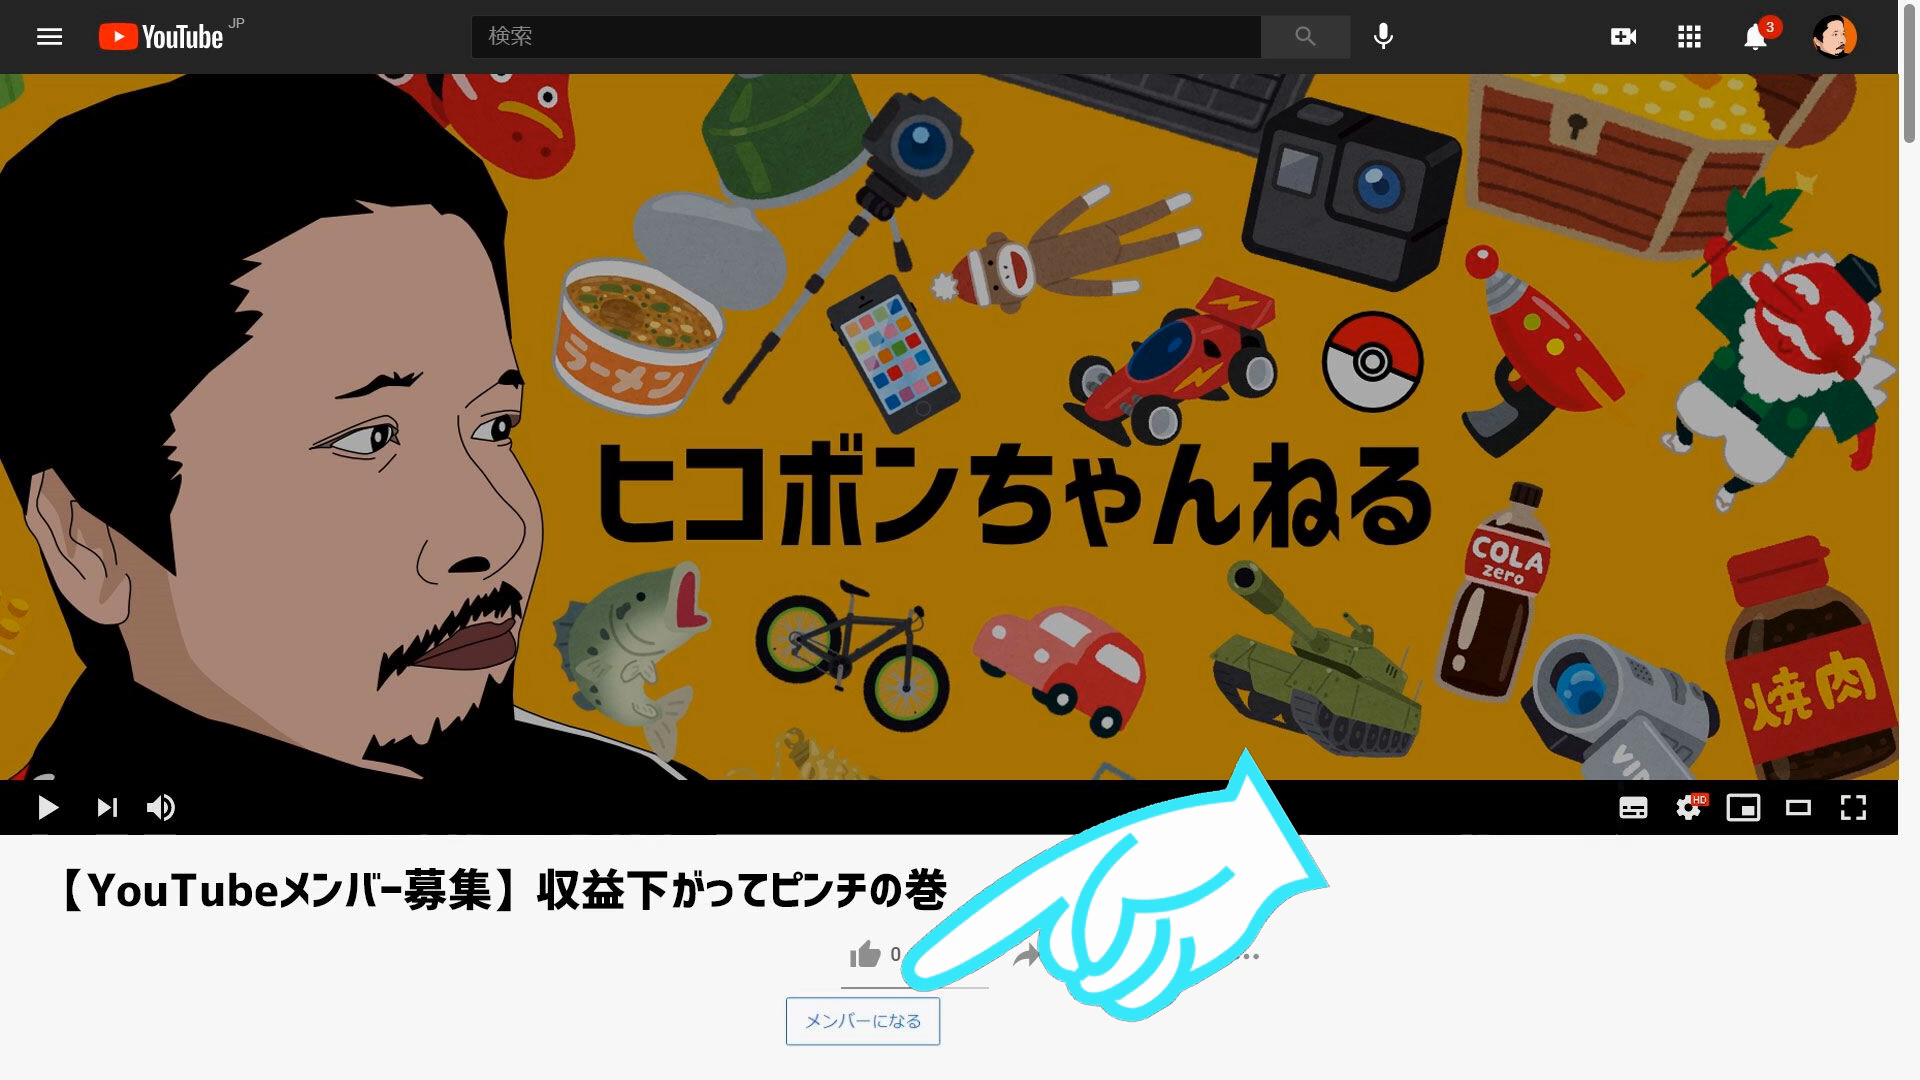 YouTube JP
検索
3
ラーメン
ヒコボンちゃんねる
COLA
zero
焼肉
HD
【YouTubeメンバー募集】収益下がってピンチの巻
0
メンバーになる